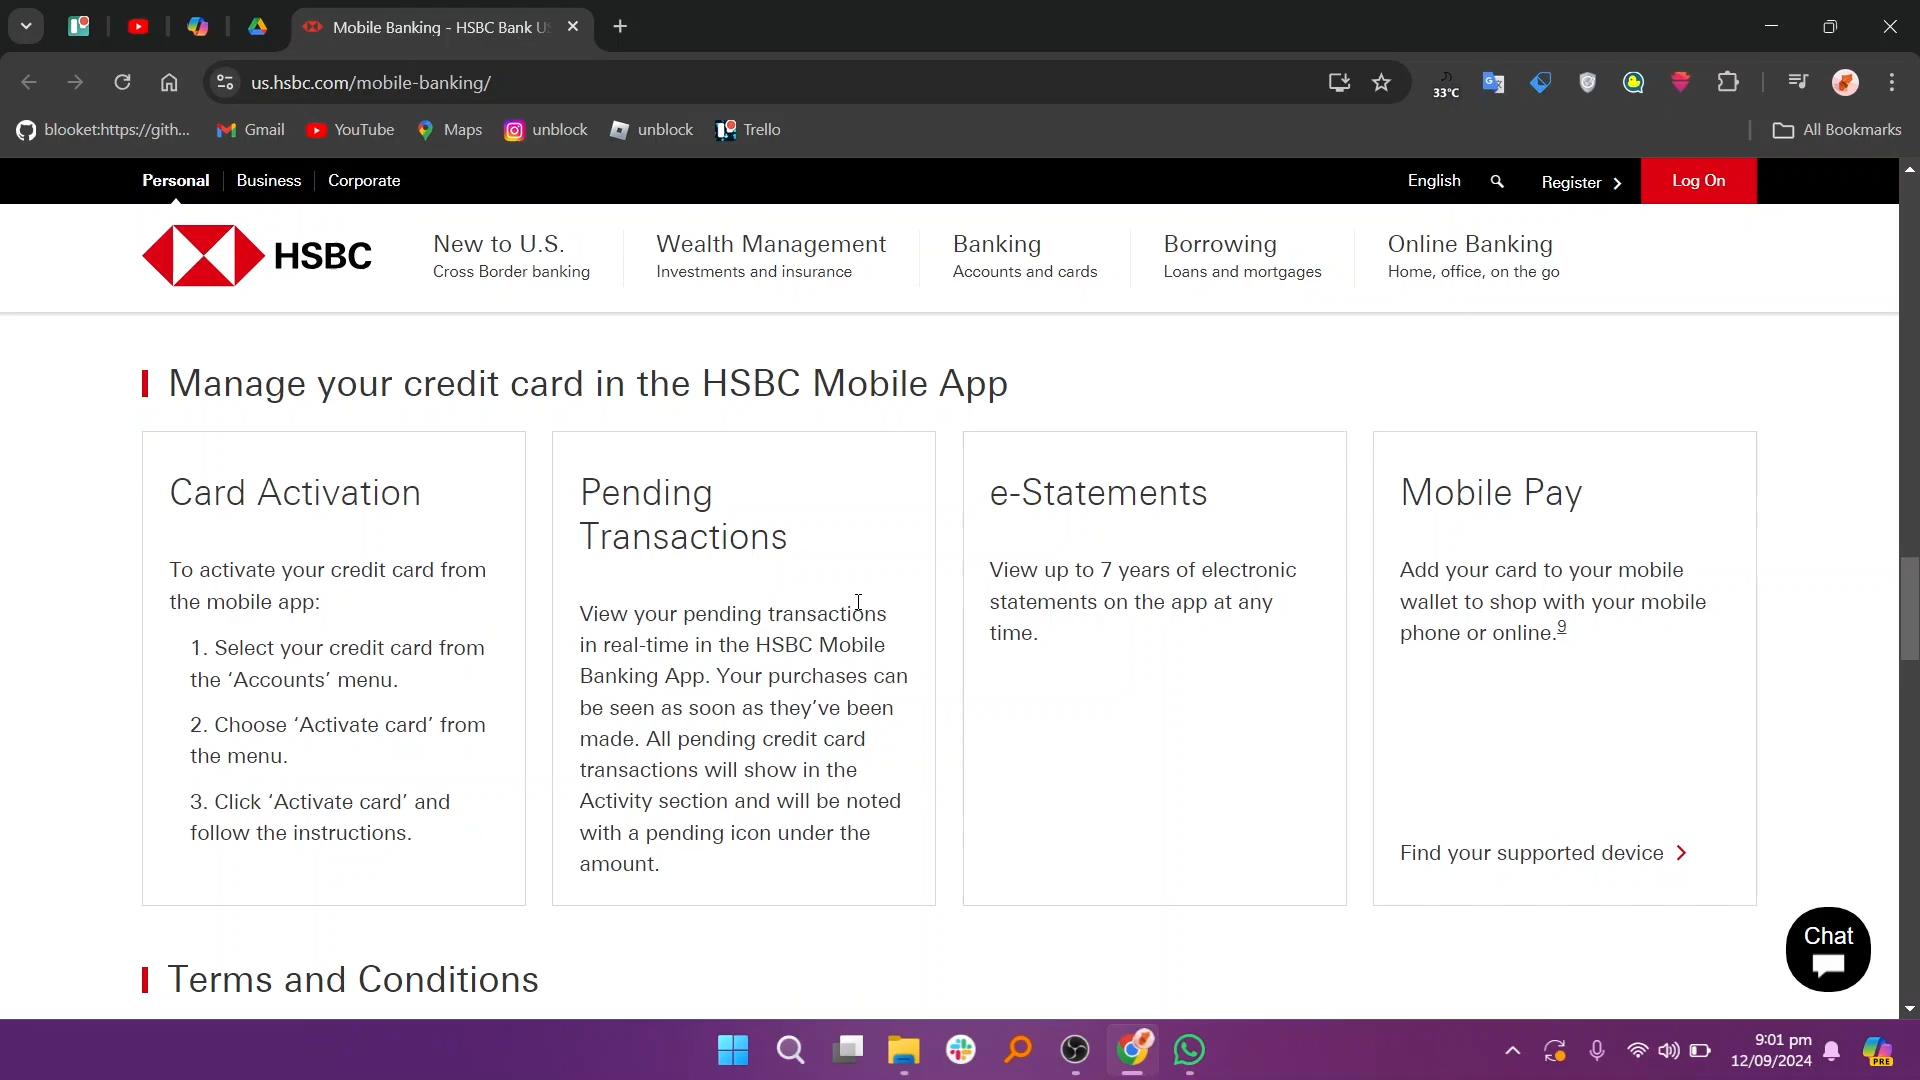 Mobile Banking - HSBC Bank US
us.hsbc.com/mobile-banking/
33°C
blooket:https://gith...
Gmail
YouTube
Maps
unblock
unblock
Trello
All Bookmarks
Personal
Business
Corporate
English
Register
Log On
HSBC
New to U.S.
Cross Border banking
Wealth Management
Investments and insurance
Banking
Accounts and cards
Borrowing
Loans and mortgages
Online Banking
Home, office, on the go
Manage your credit card in the HSBC Mobile App
Card Activation
To activate your credit card from
the mobile app:
1. Select your credit card from
the ‘Accounts’ menu.
2. Choose ‘Activate card’ from
the menu.
3. Click ‘Activate card’ and
follow the instructions.
Pending
Transactions
View your pending transactions
in real-time in the HSBC Mobile
Banking App. Your purchases can
be seen as soon as they’ve been
made. All pending credit card
transactions will show in the
Activity section and will be noted
with a pending icon under the
amount.
e-Statements
View up to 7 years of electronic
statements on the app at any
time.
Mobile Pay
Add your card to your mobile
wallet to shop with your mobile
phone or online.9
Find your supported device
Chat
Terms and Conditions
9:01 pm
12/09/2024
PRE